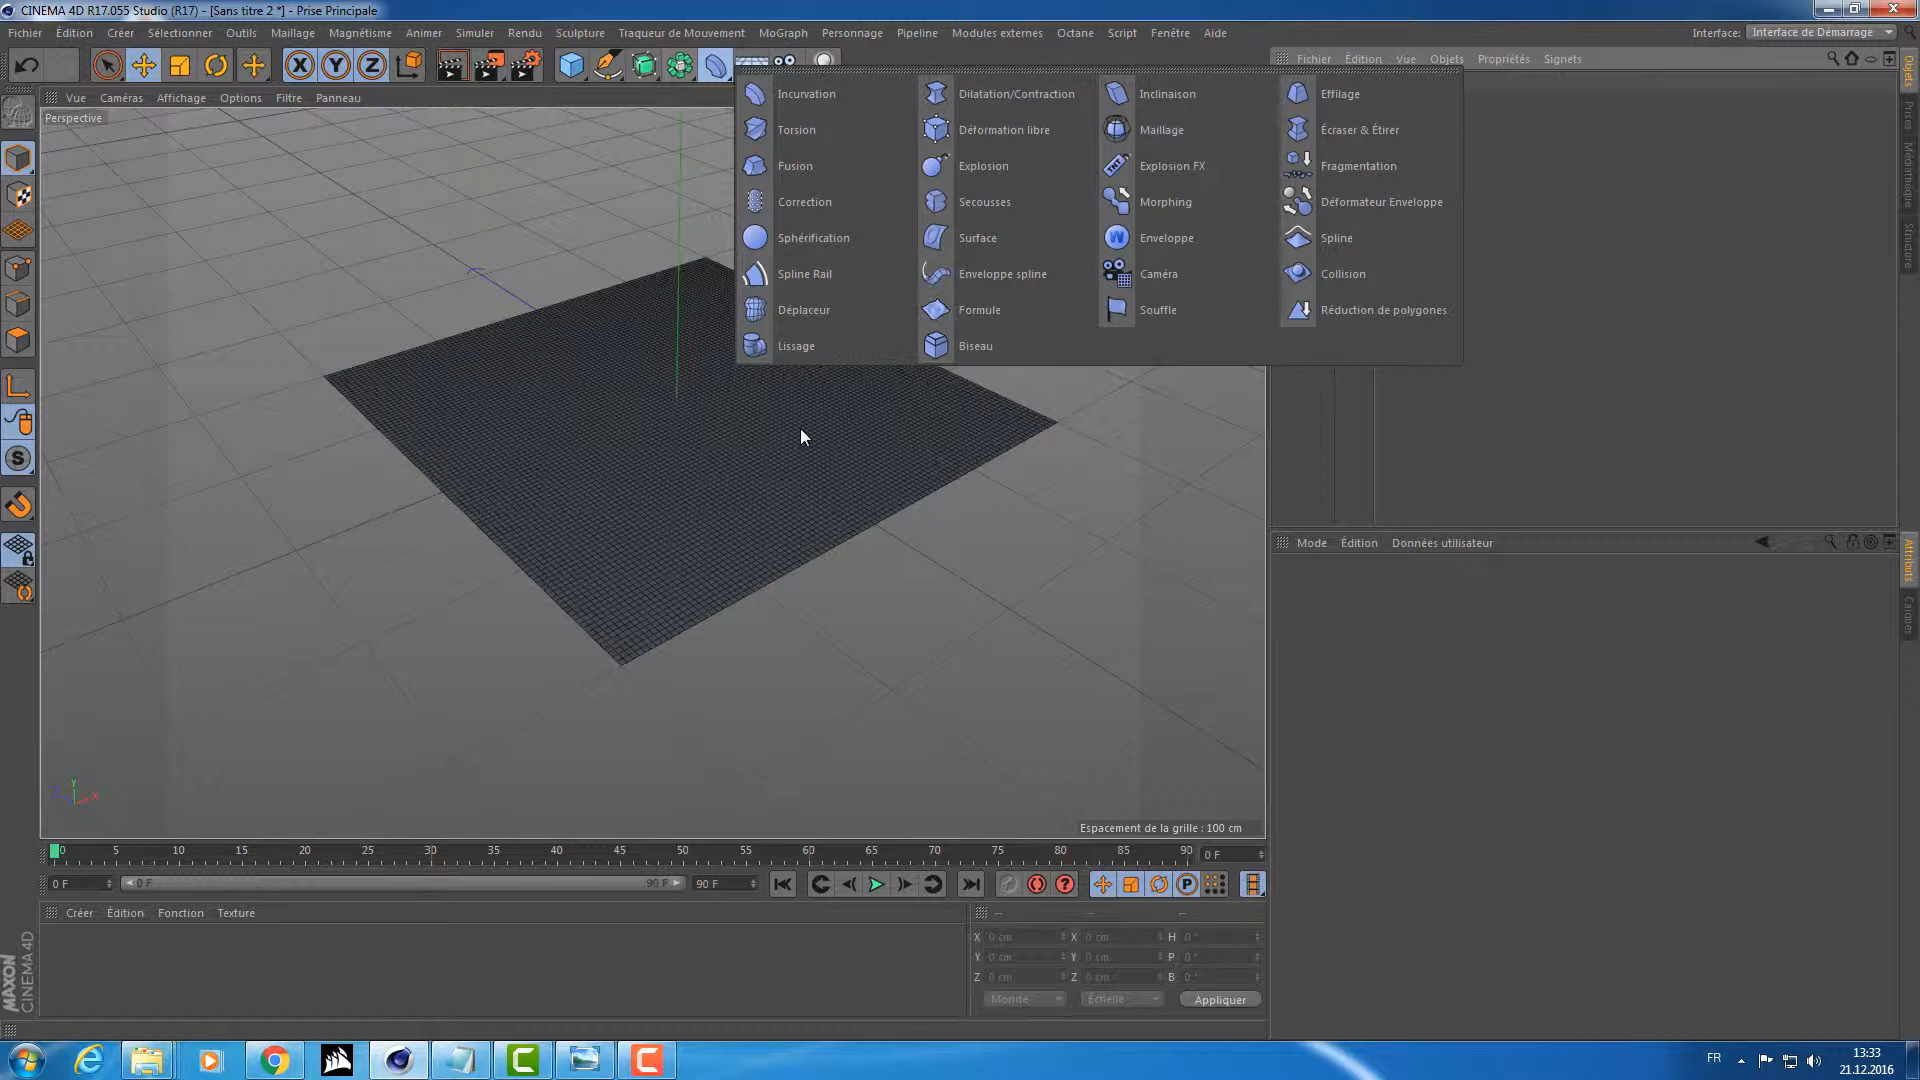 CINEMA 4D R17.055 Studio (R17) - [Sans titre 2 *] - Prise Principale
Fichier Édition Créer Sélectionner Outils Maillage Magnétisme Animer Simuler Rendu Sculpture Traqueur de Mouvement MoGraph Personnage Pipeline Modules externes Octane Script Fenêtre Aide Interface: Interface de Démarrage
X Y Z
Fichier Édition Vue Objets Propriétés Signets
Vue Caméras Affichage Options Filtre Panneau
Perspective
Incurvation Dilatation/Contraction Inclinaison Effilage
Torsion Déformation libre Maillage Écraser & Étirer
Fusion Explosion Explosion FX Fragmentation
Correction Secousses Morphing Déformateur Enveloppe
Sphérification Surface Enveloppe Spline
Spline Rail Enveloppe spline Caméra Collision
Déplaceur Formule Souffle Réduction de polygones
Lissage Biseau
Objets
Prises
Médiathèque
Structure
Mode Édition Données utilisateur
Attributs
Calques
Y
X
Espacement de la grille : 100 cm
0 5 10 15 20 25 30 35 40 45 50 55 60 65 70 75 80 85 90 0 F
0 F 0 F 90 F 90 F
Créer Édition Fonction Texture
-- -- --
X 0 cm X 0 cm H 0 °
Y 0 cm Y 0 cm P 0 °
Z 0 cm Z 0 cm B 0 °
Monde Échelle Appliquer
MAXON
CINEMA 4D
FR
13:33
21.12.2016